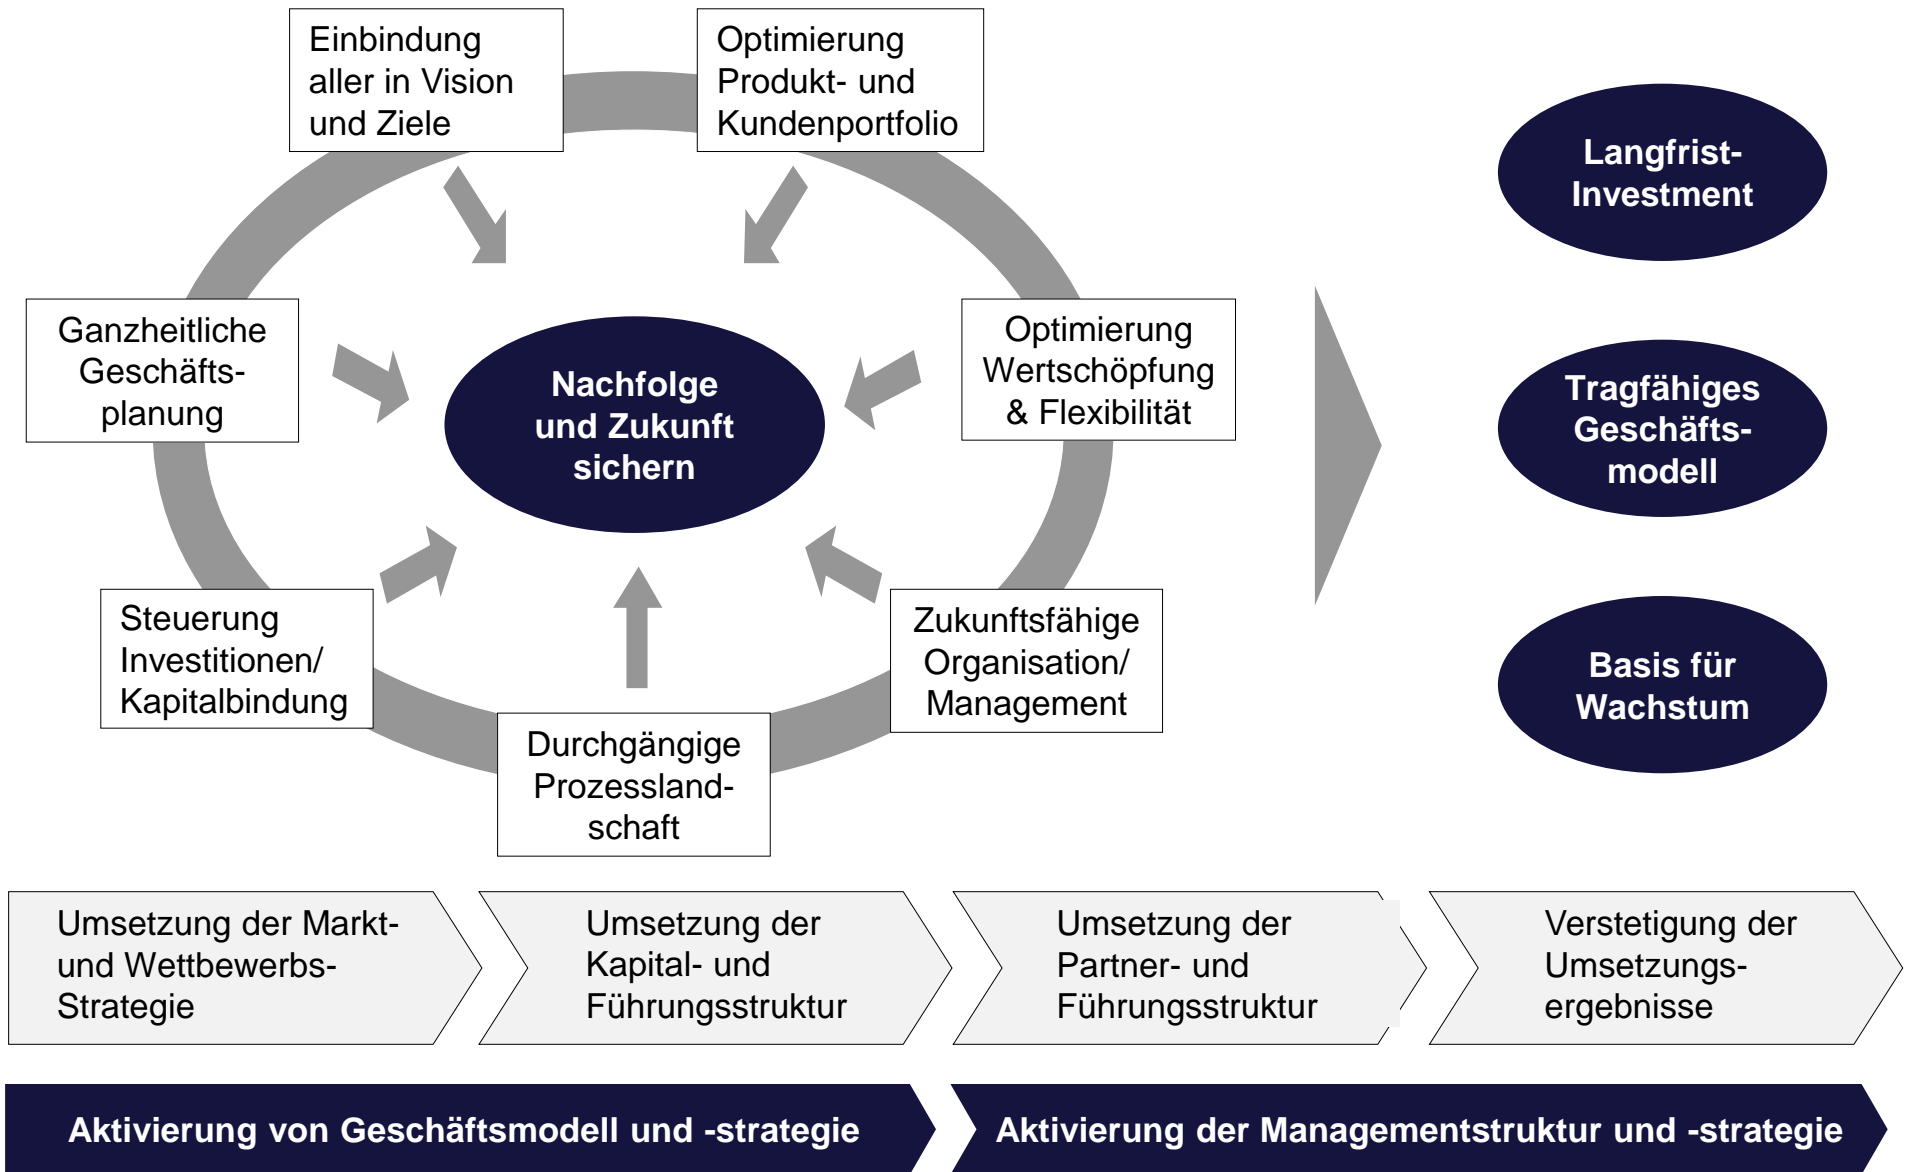 Einbindung
aller in Vision
und Ziele
Optimierung
Produkt- und
Kundenportfolio
Langfrist-
Investment
Ganzheitliche
Geschäfts-
planung
Nachfolge
und Zukunft
sichern
Optimierung
Wertschöpfung
& Flexibilität
Tragfähiges
Geschäfts-
modell
Steuerung
Investitionen/
Kapitalbindung
Zukunftsfähige
Organisation/
Management
Basis für
Wachstum
Durchgängige
Prozessland-
schaft
Umsetzung der Markt-
und Wettbewerbs-
Strategie
Umsetzung der
Kapital- und
Führungsstruktur
Umsetzung der
Partner- und
Führungsstruktur
Verstetigung der
Umsetzungs-
ergebnisse
Aktivierung von Geschäftsmodell und -strategie
Aktivierung der Managementstruktur und -strategie